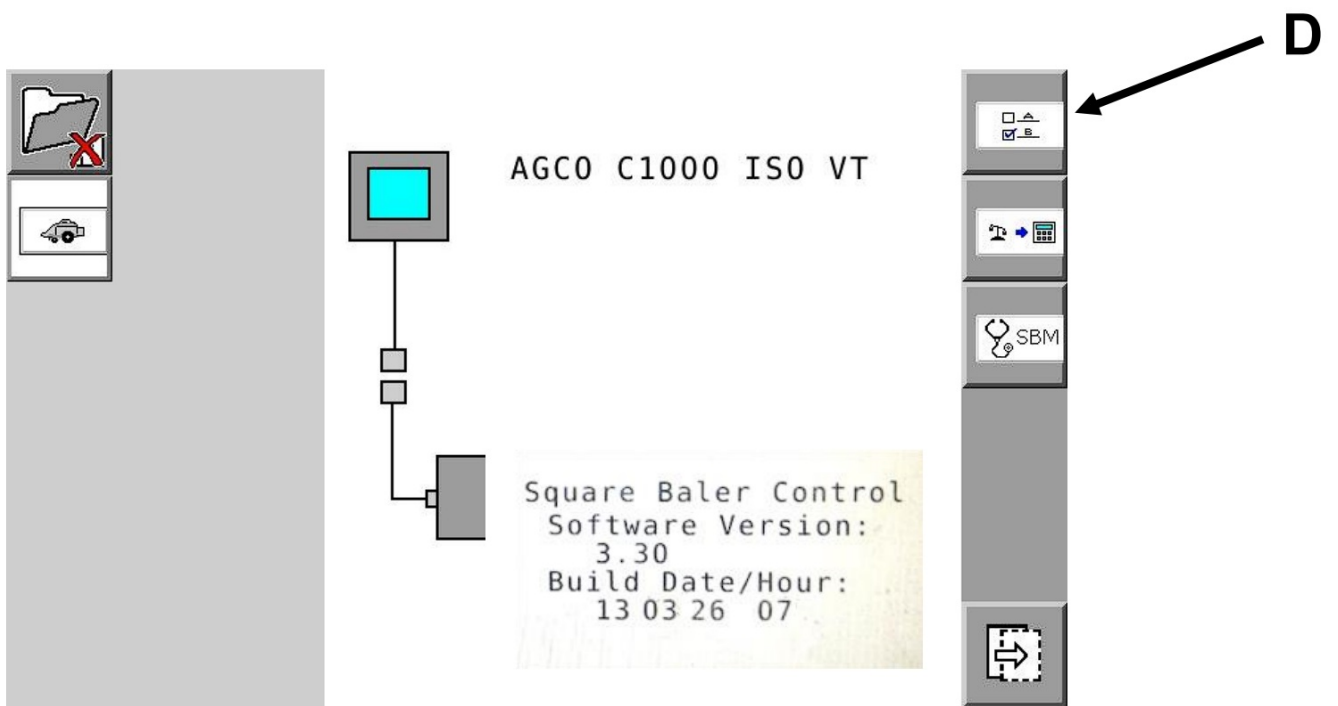 D
A
B
AGCO C1000 ISO VT
SBM
Square Baler Control
Software Version:
3.30
Build Date/Hour:
13 03 26 07